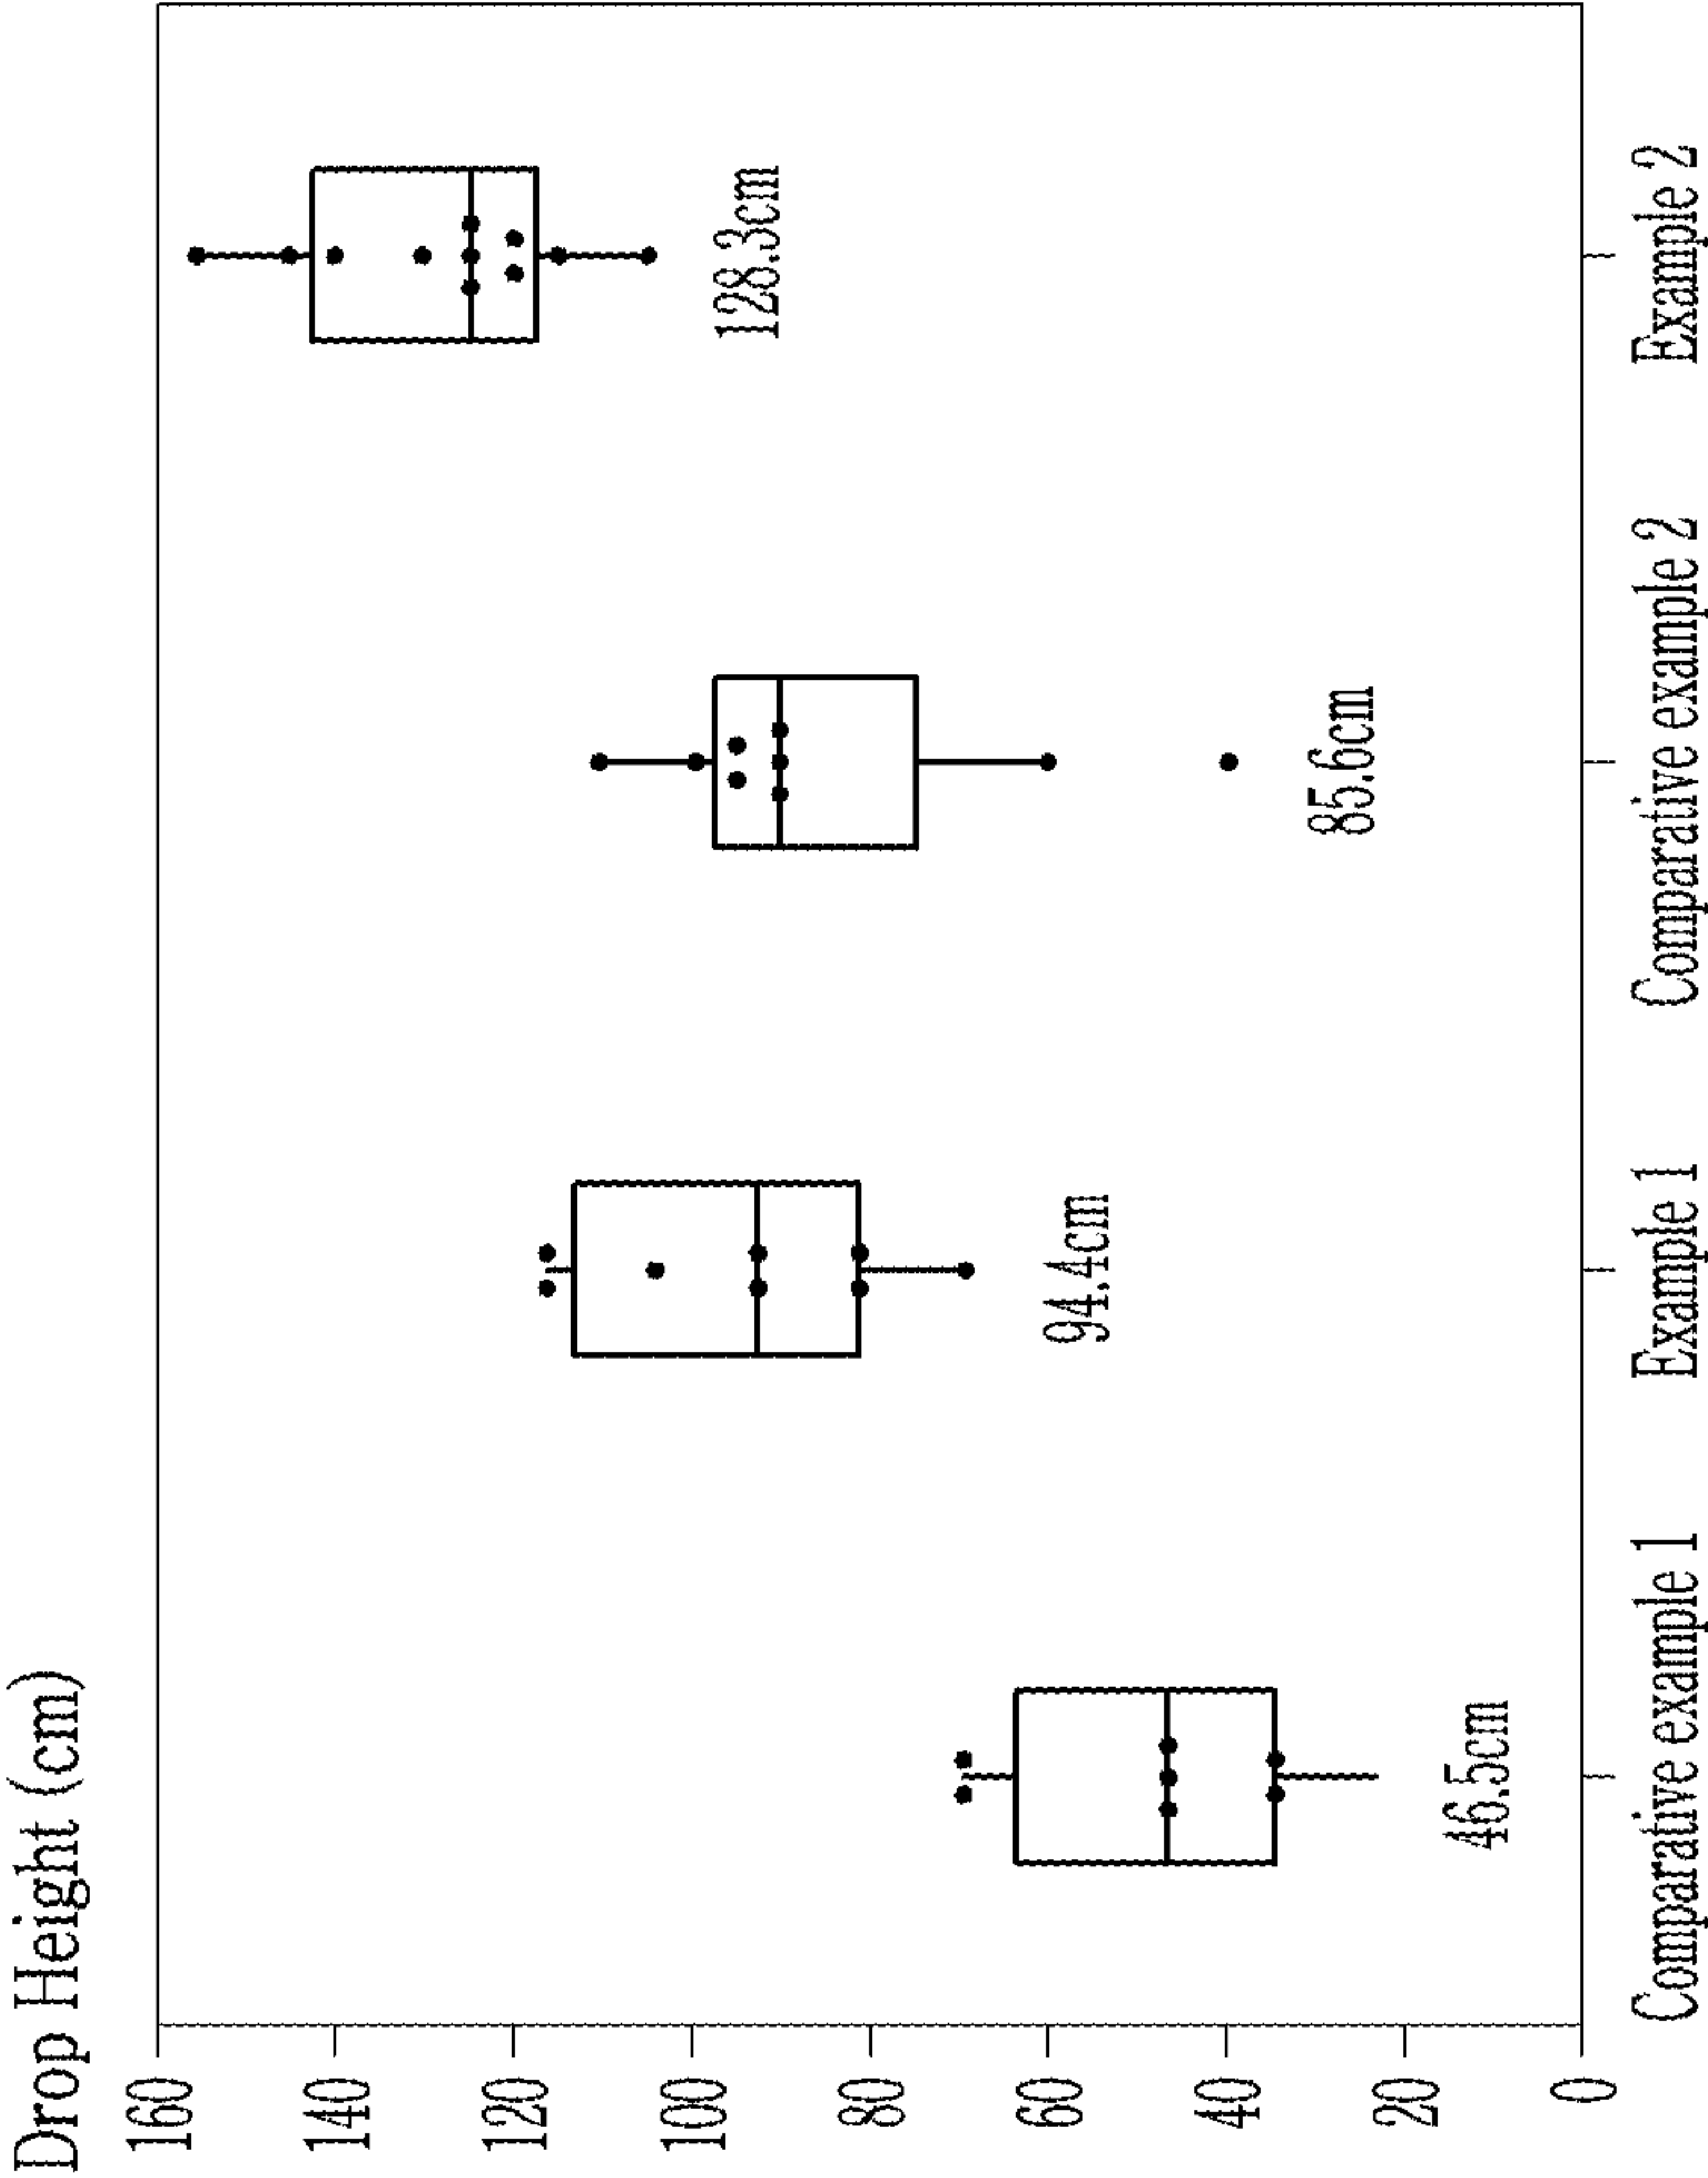 Drop Height (cm)
160
140
120
100
80
60
40
20
0
46.5cm
94.4cm
85.6cm
128.3cm
Comparative example 1
Example 1
Comparative example 2
Example 2